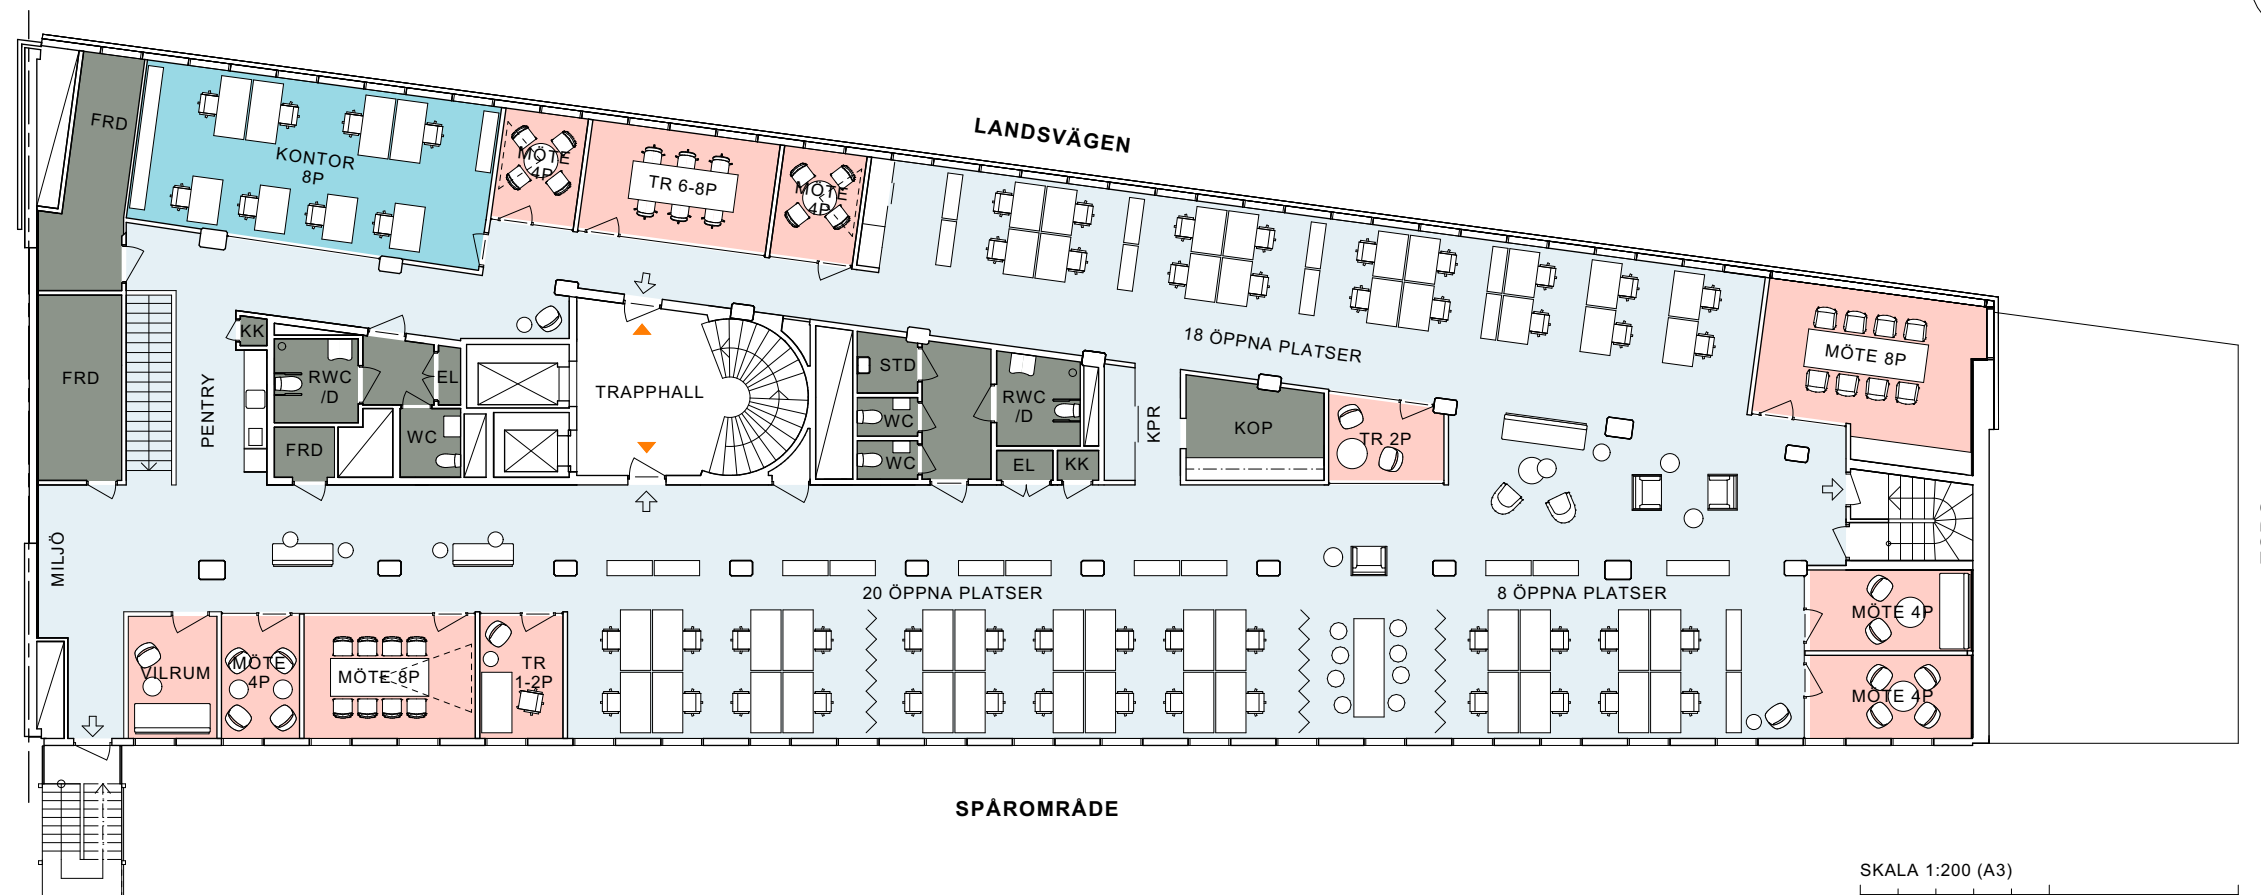 LANDSVÄGEN
FRD
KONTOR
8P
MÖTE
4P
TR 6-8P
MÖTE
4P
18 ÖPPNA PLATSER
MÖTE 8P
FRD
PENTRY
KK
RWC
/D
EL
FRD
WC
TRAPPHALL
STD
WC
WC
RWC
/D
EL
KK
KPR
KOP
TR 2P
MILJÖ
20 ÖPPNA PLATSER
8 ÖPPNA PLATSER
VILRUM
MÖTE
4P
MÖTE 8P
TR
1-2P
MÖTE 4P
MÖTE 4P
SPÅROMRÅDE
SKALA 1:200 (A3)